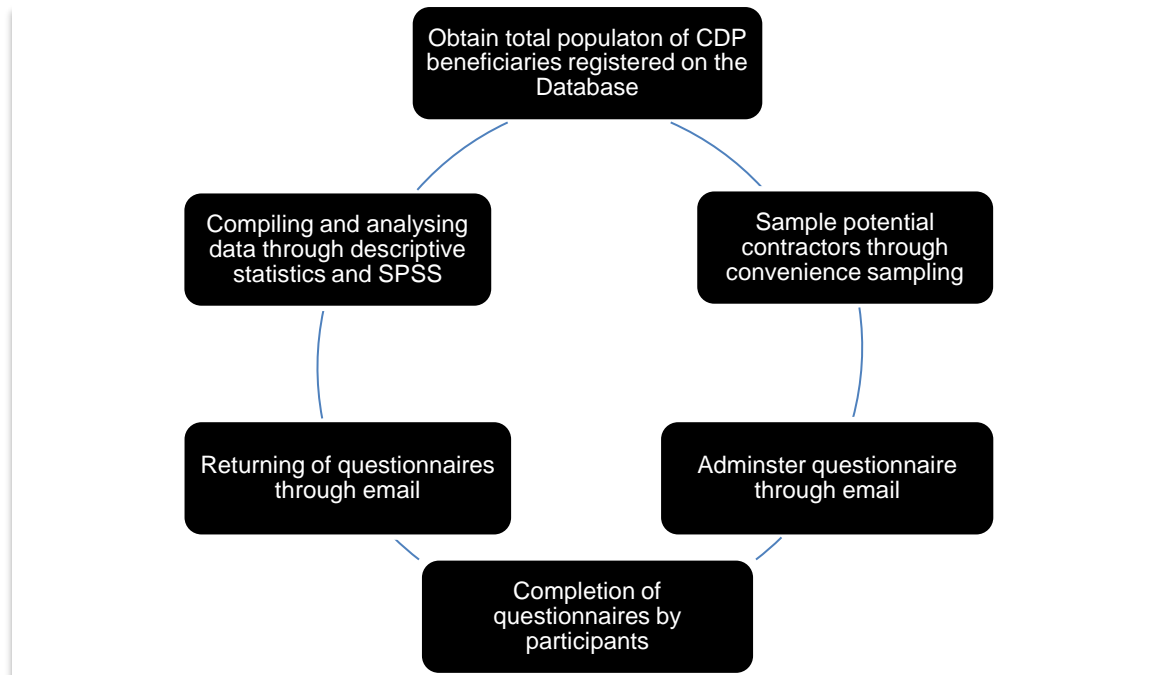 Obtain total populaton of CDP
beneficiaries registered on the
Database
Sample potential
contractors through
convenience sampling
Adminster questionnaire
through email
Completion of
questionnaires by
participants
Returning of questionnaires
through email
Compiling and analysing
data through descriptive
statistics and SPSS